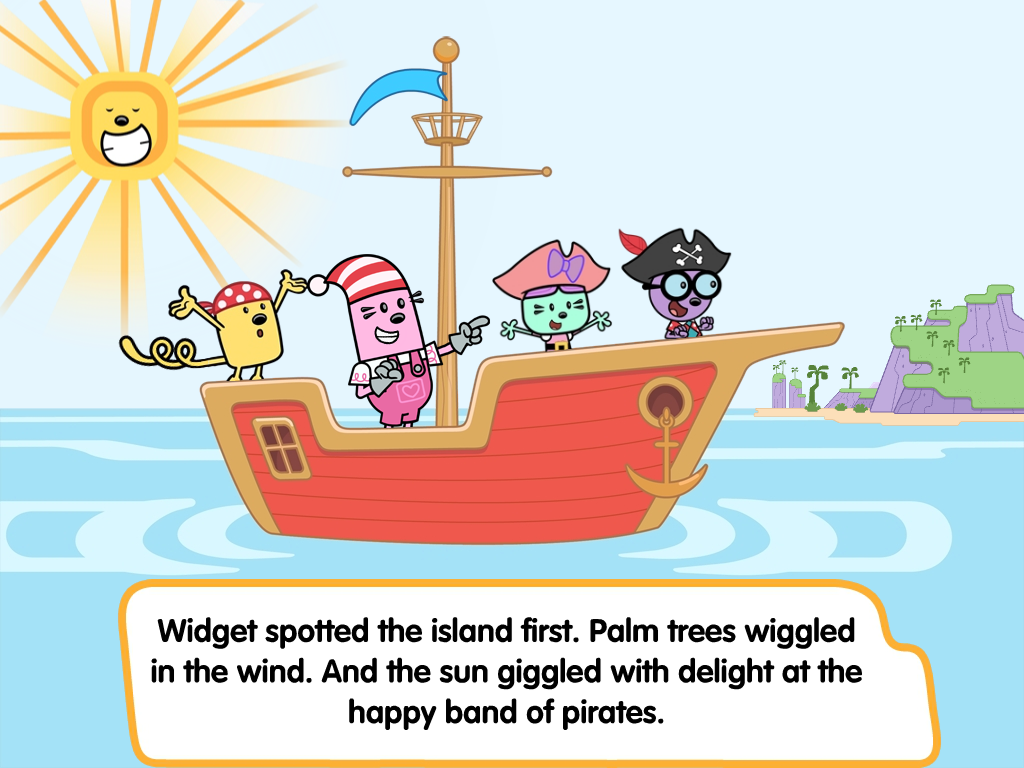 Widget spotted the island first. Palm trees wiggled
in the wind. And the sun giggled with delight at the
happy band of pirates.